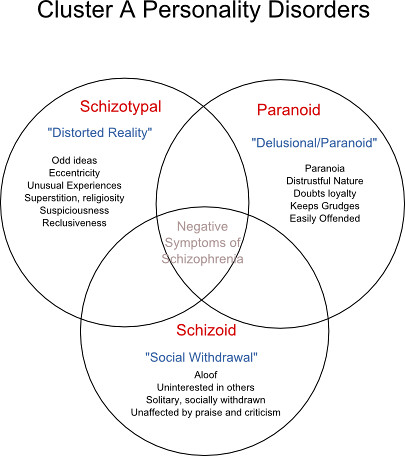 Cluster A Personality Disorders
Schizotypal
"Distorted Reality"
Odd ideas
Eccentricity
Unusual Experiences
Superstition, religiosity
Suspiciousness
Reclusiveness
Paranoid
"Delusional/Paranoid"
Paranoia
Distrustful Nature
Doubts loyalty
Keeps Grudges
Easily Offended
Negative
Symptoms of
Schizophrenia
Schizoid
"Social Withdrawal"
Aloof
Uninterested in others
Solitary, socially withdrawn
Unaffected by praise and criticism